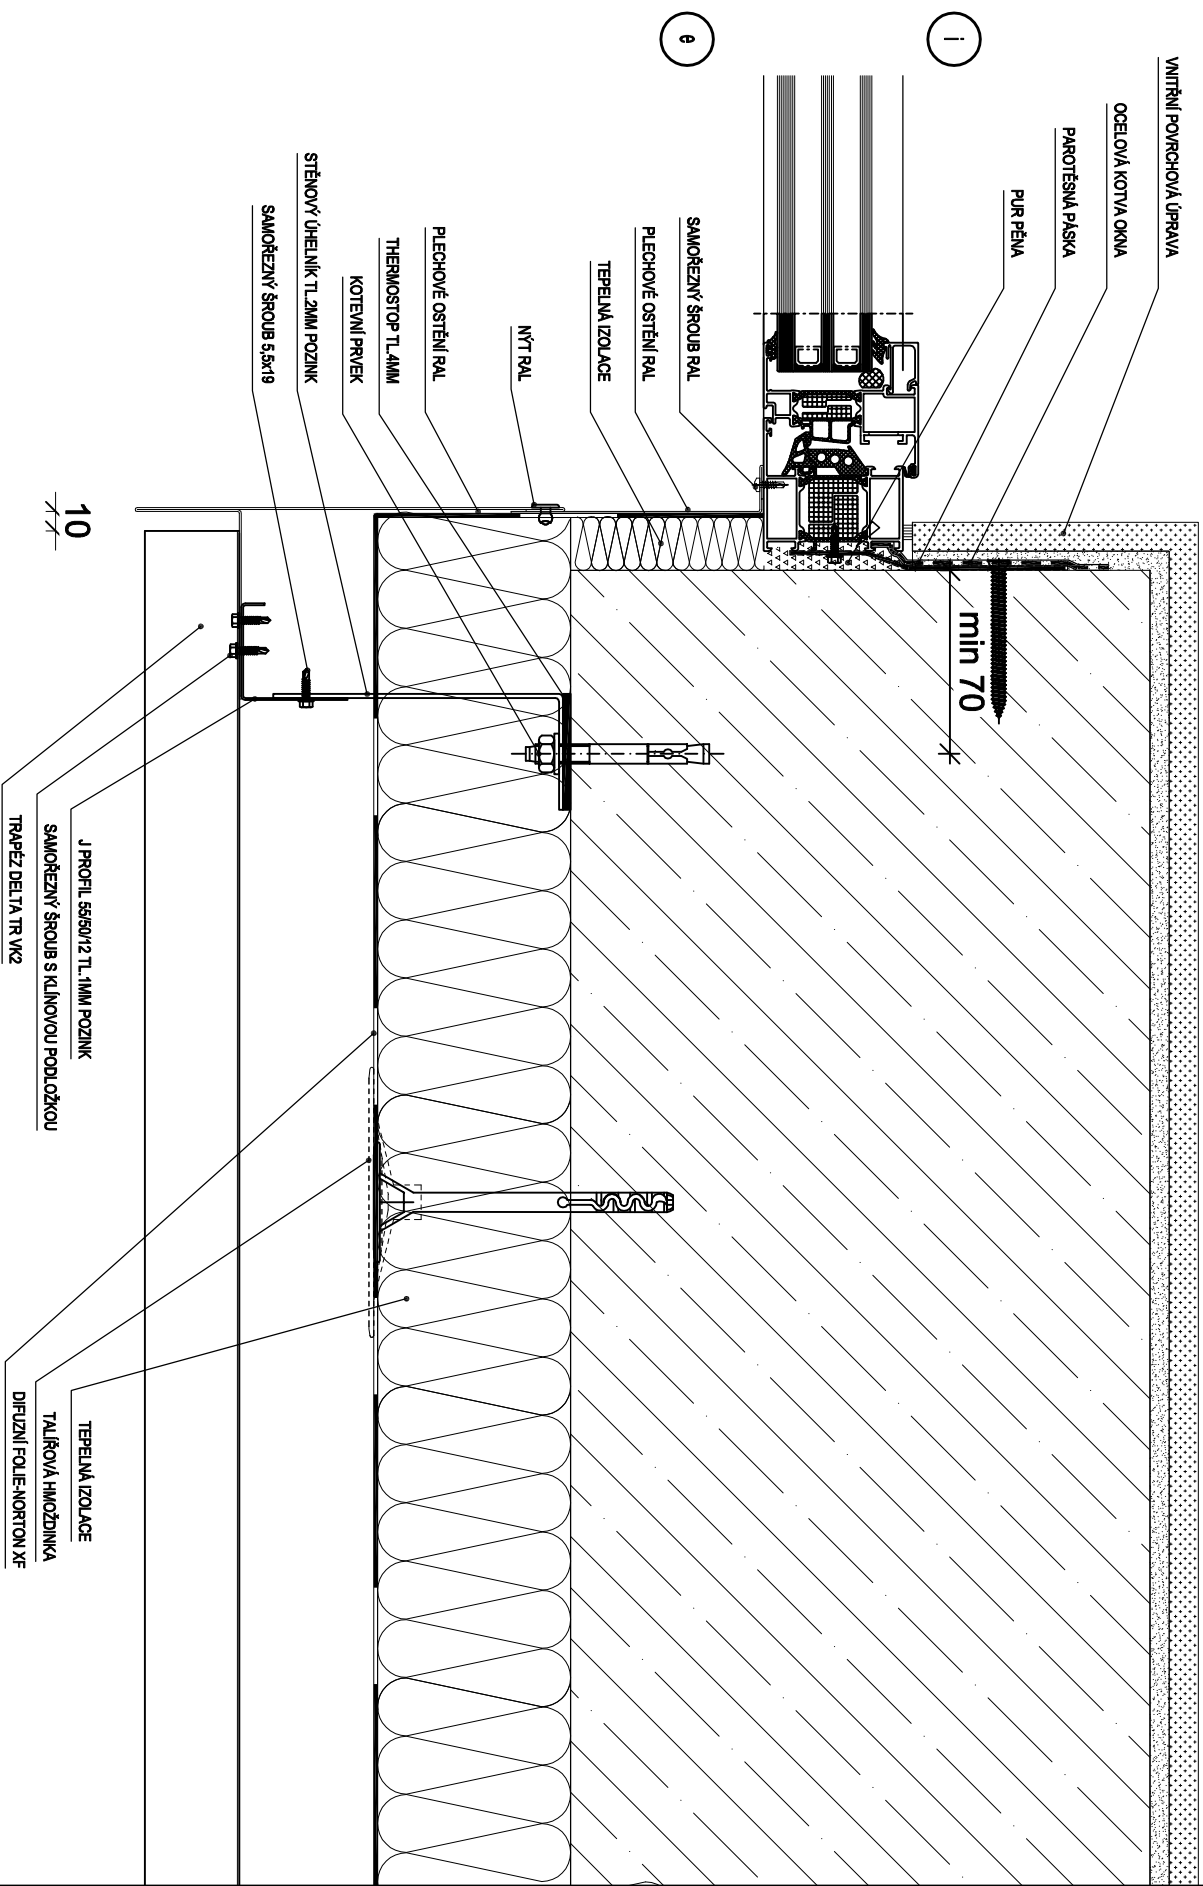 VNITŘNÍ POVRCHOVÁ ÚPRAVA
OCELOVÁ KOTVA OKNA
PAROTĚSNÁ PÁSKA
PUR PĚNA
i
e
SAMOŘEZNÝ ŠROUB RAL
PLECHOVÉ OSTĚNÍ RAL
TEPELNÁ IZOLACE
NÝT RAL
PLECHOVÉ OSTĚNÍ RAL
THERMOSTOP TL.4MM
KOTEVNÍ PRVEK
STĚNOVÝ ÚHELNÍK TL.2MM POZINK
SAMOŘEZNÝ ŠROUB 5,5x19
min 70
10
J PROFIL 55/50/12 TL.1MM POZINK
SAMOŘEZNÝ ŠROUB S KLÍNOVOU PODLOŽKOU
TRAPÉZ DELTA TR VK2
TEPELNÁ IZOLACE
TALÍŘOVÁ HMOŽDINKA
DIFUZNÍ FOLIE-NORTON XF